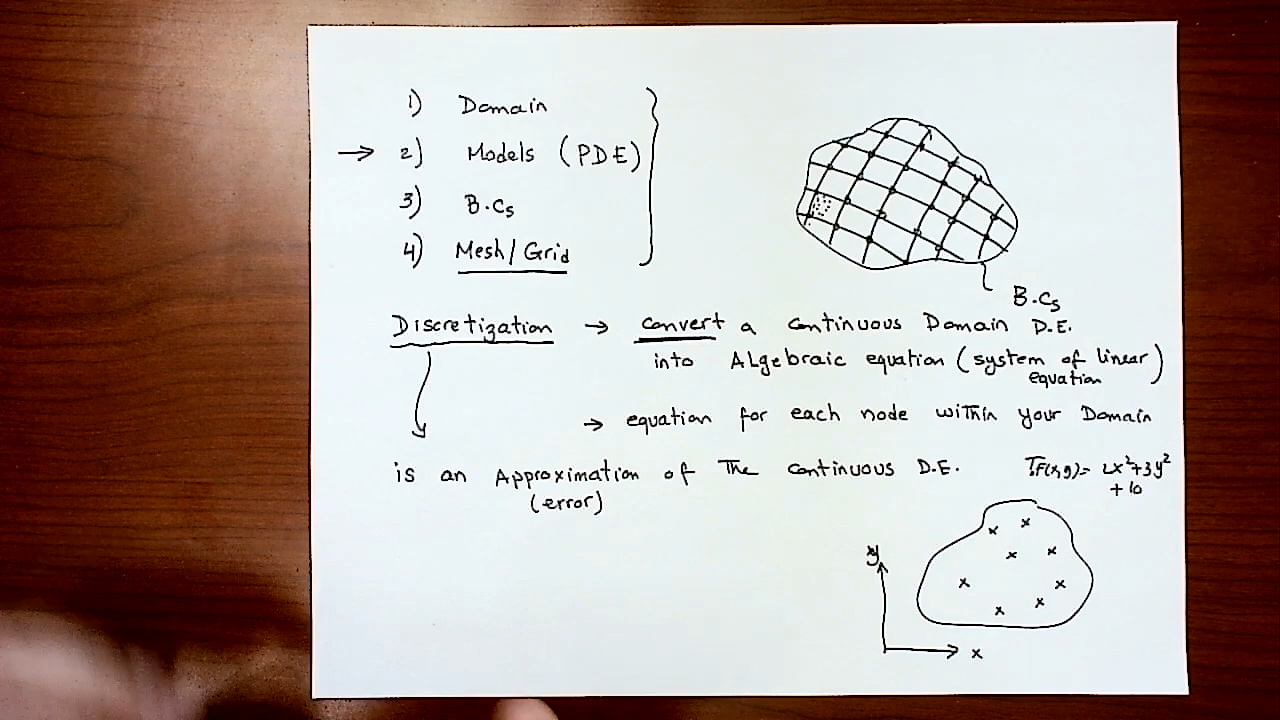 1) Domain
→ 2) Models (PDE)
3) B.Cs
4) Mesh/Grid
B.Cs
Discretization → convert a continuous Domain D.E.
into Algebraic equation (system of linear
equation)
→ equation for each node within your Domain
is an Approximation of The continuous D.E.
(error)
+ 10
y
x